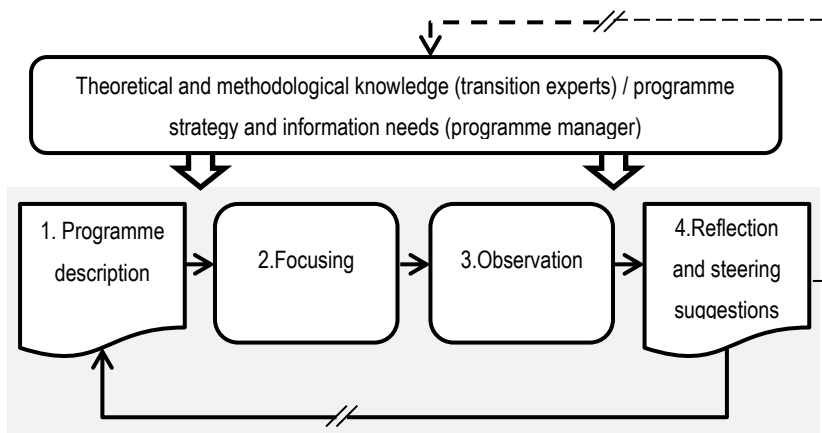 Theoretical and methodological knowledge (transition experts) / programme
strategy and information needs (programme manager)
1. Programme
description
2.Focusing
3.Observation
4.Reflection
and steering
suggestions